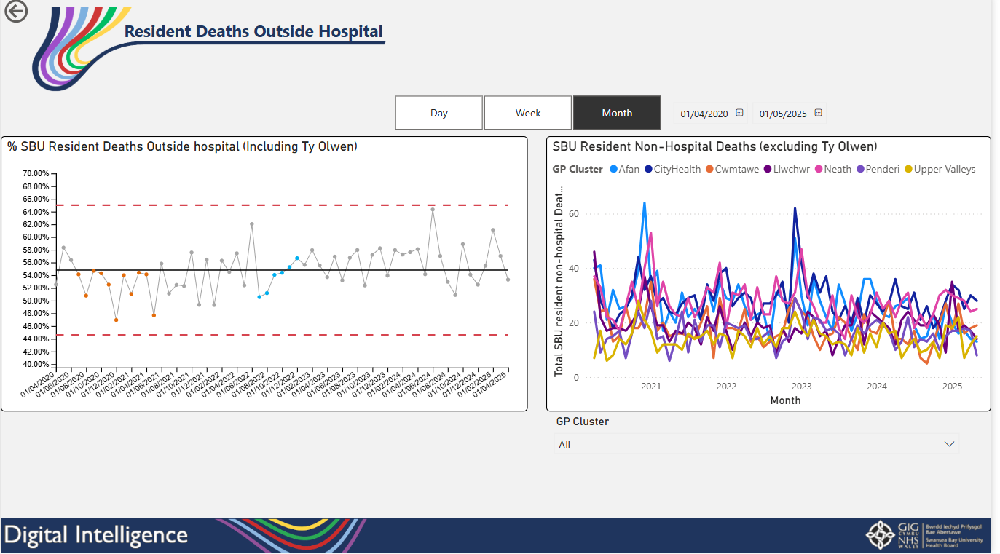 Resident Deaths Outside Hospital
Day
Week
Month
01/04/2020
01/05/2025
% SBU Resident Deaths Outside hospital (Including Ty Olwen)
70.00%
68.00%
66.00%
64.00%
62.00%
60.00%
58.00%
56.00%
54.00%
52.00%
50.00%
48.00%
46.00%
44.00%
42.00%
40.00%
01/04/2020
01/06/2020
01/08/2020
01/10/2020
01/12/2020
01/02/2021
01/04/2021
01/06/2021
01/08/2021
01/10/2021
01/12/2021
01/02/2022
01/04/2022
01/06/2022
01/08/2022
01/10/2022
01/12/2022
01/02/2023
01/04/2023
01/06/2023
01/08/2023
01/10/2023
01/12/2023
01/02/2024
01/04/2024
01/06/2024
01/08/2024
01/10/2024
01/12/2024
01/02/2025
01/04/2025
SBU Resident Non-Hospital Deaths (excluding Ty Olwen)
GP Cluster Afan CityHealth Cwmtawe Llwchwr Neath Penderi Upper Valleys
Total SBU resident non-hospital Deat...
60
40
20
0
2021
2022
2023
2024
2025
Month
GP Cluster
All
Digital Intelligence
GIG
CYMRU
NHS
WALES
Bwrdd Iechyd Prifysgol
Bae Abertawe
Swansea Bay University
Health Board